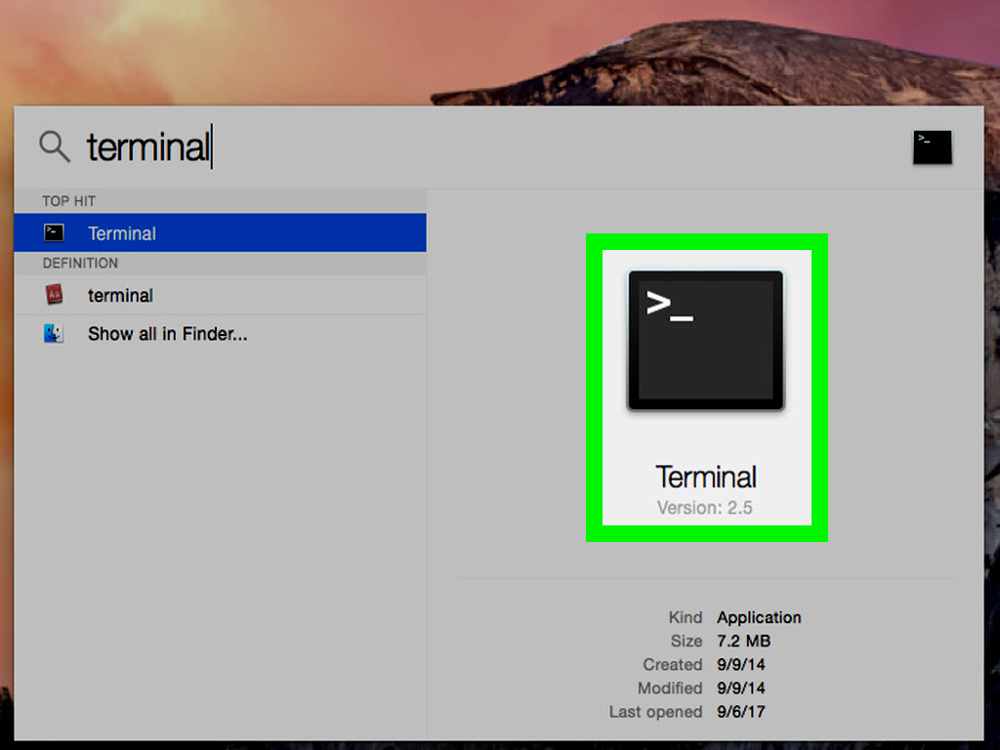 terminal
>_
TOP HIT
>_
Terminal
DEFINITION
Aa
terminal
Show all in Finder...
>_
Terminal
Version: 2.5
Kind Application
Size 7.2 MB
Created 9/9/14
Modified 9/9/14
Last opened 9/6/17